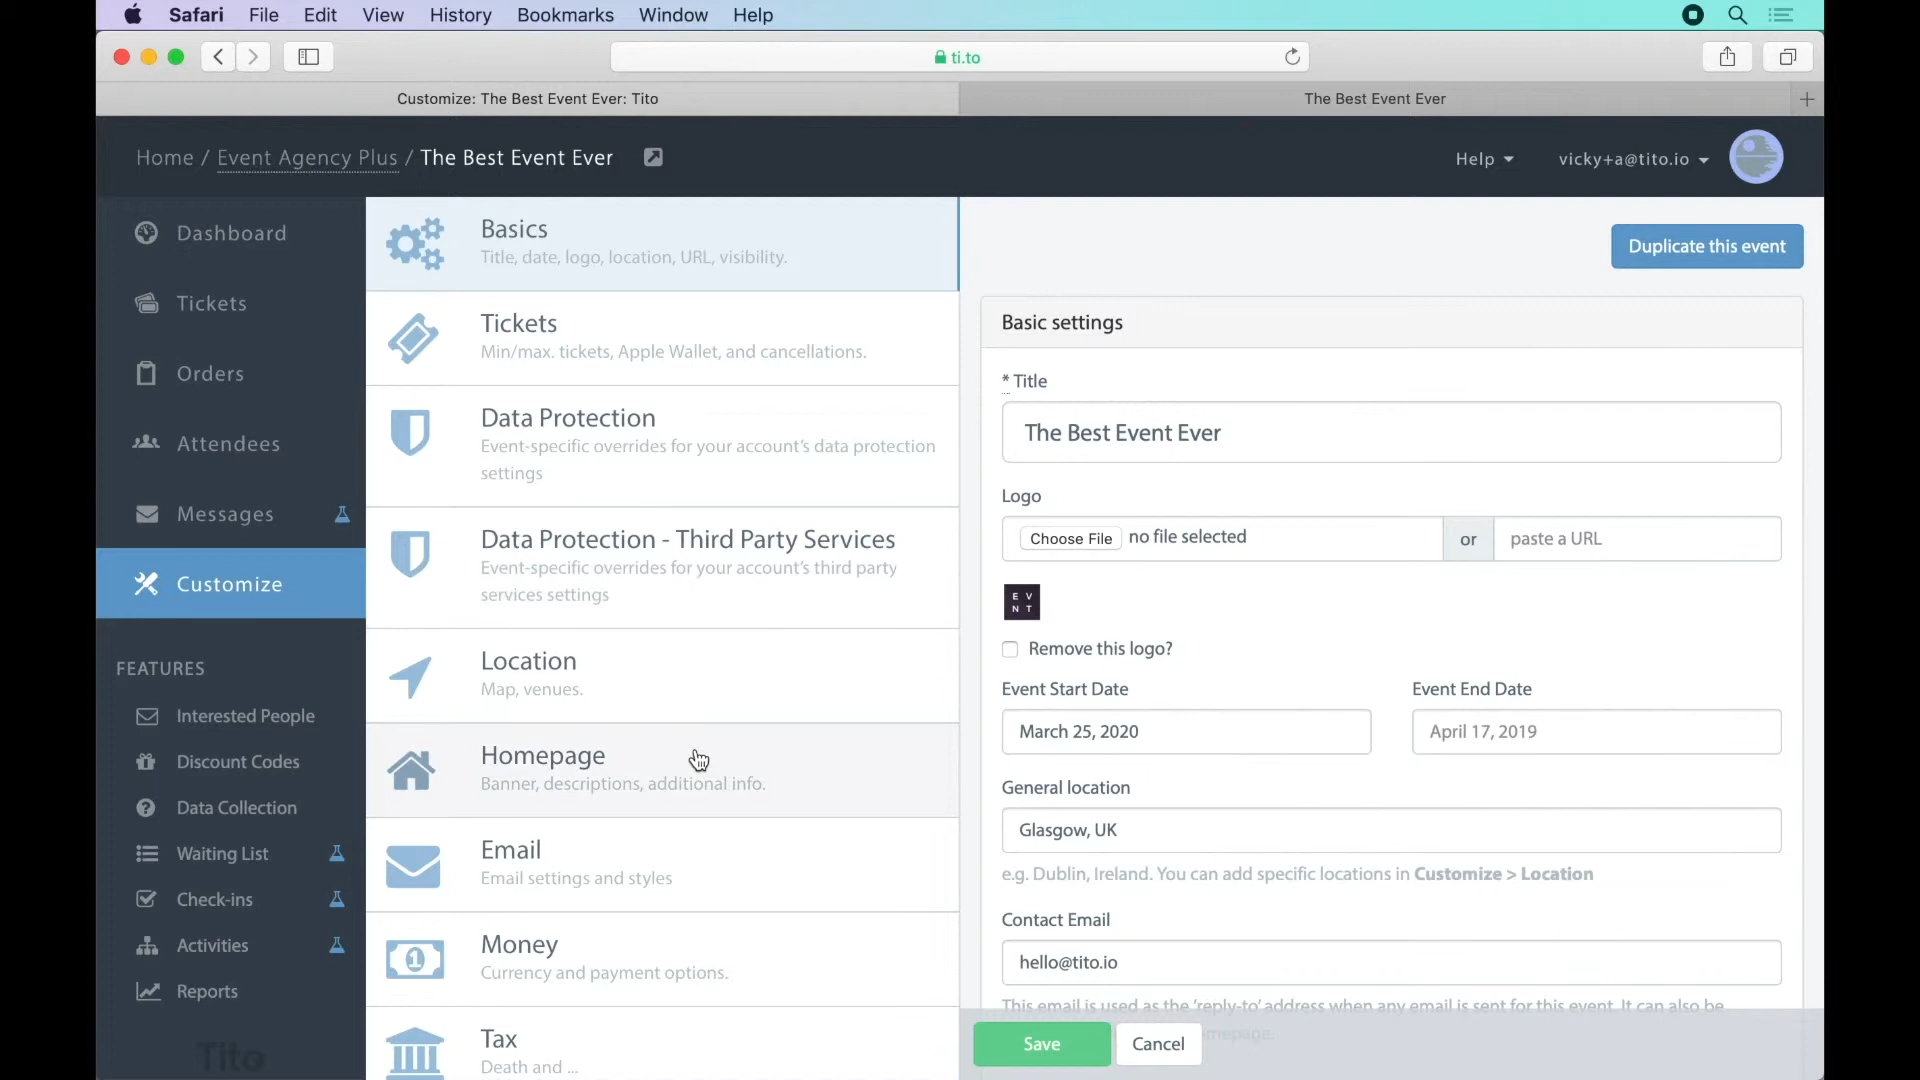 Safari File Edit View History Bookmarks Window Help
ti.to
Customize: The Best Event Ever: Tito
The Best Event Ever
Home / Event Agency Plus / The Best Event Ever
Help
vicky+a@tito.io
Dashboard
Tickets
Orders
Attendees
Messages
Customize
FEATURES
Interested People
Discount Codes
Data Collection
Waiting List
Check-ins
Activities
Reports
Tito
Basics
Title, date, logo, location, URL, visibility.
Tickets
Min/max. tickets, Apple Wallet, and cancellations.
Data Protection
Event-specific overrides for your account's data protection
settings
Data Protection - Third Party Services
Event-specific overrides for your account's third party
services settings
Location
Map, venues.
Homepage
Banner, descriptions, additional info.
Email
Email settings and styles
1
Money
Currency and payment options.
Tax
Death and ...
Duplicate this event
Basic settings
* Title
The Best Event Ever
Logo
Choose File no file selected or paste a URL
E V
N T
Remove this logo?
Event Start Date
Event End Date
March 25, 2020
April 17, 2019
General location
Glasgow, UK
e.g. Dublin, Ireland. You can add specific locations in Customize > Location
Contact Email
hello@tito.io
This email is used as the 'reply-to' address when any email is sent for this event. It can also be
mepage.
Save Cancel